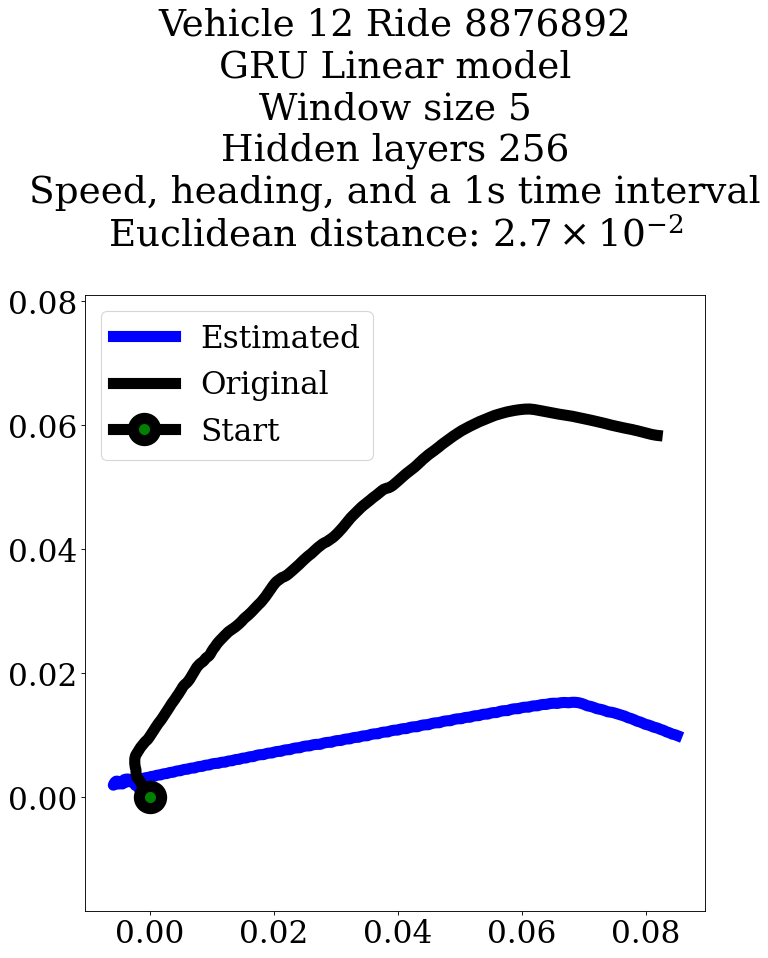 Vehicle 12 Ride 8876892
GRU Linear model
Window size 5
Hidden layers 256
Speed, heading, and a 1s time interval
Euclidean distance: 2.7 × 10⁻²
0.08
0.06
0.04
0.02
0.00
Estimated
Original
Start
0.00 0.02 0.04 0.06 0.08